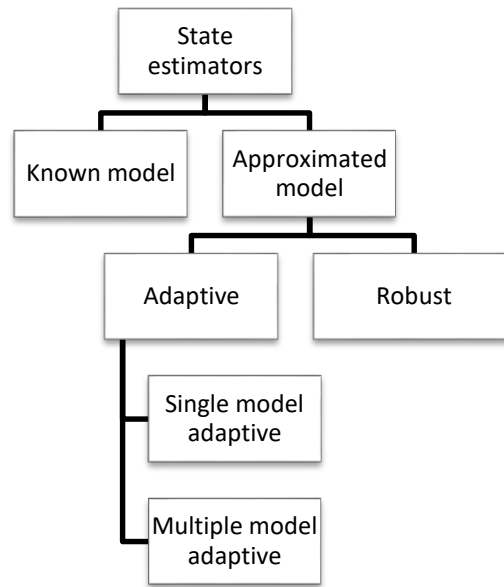 State
estimators
Known model
Approximated
model
Adaptive
Robust
Single model
adaptive
Multiple model
adaptive